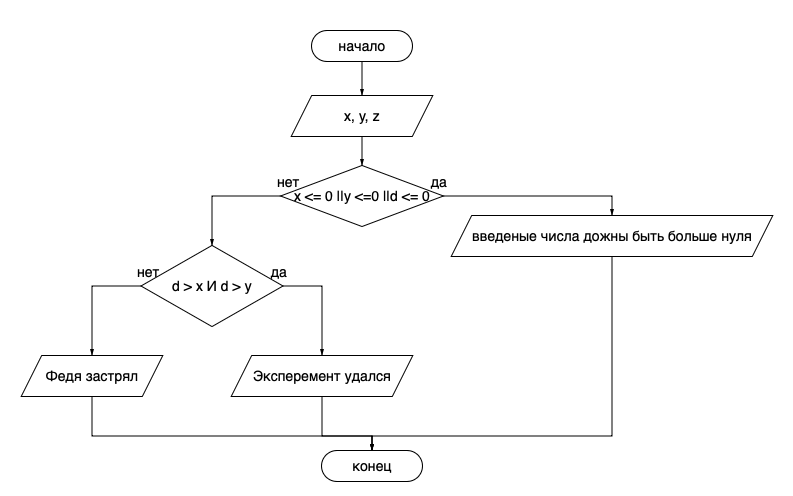 начало
x, y, z
нет
да
x <= 0 ||y <=0 ||d <= 0
введеные числа дожны быть больше нуля
нет
да
d > x И d > y
Федя застрял
Эксперемент удался
конец